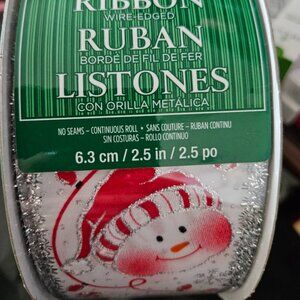 RIBBON
WIRE-EDGED
RUBAN
BORDÉ DE FIL DE FER
LISTONES
CON ORILLA METÁLICA
NO SEAMS – CONTINUOUS ROLL • SANS COUTURE – RUBAN CONTINU
SIN COSTURAS – ROLLO CONTINUO
6.3 cm / 2.5 in / 2.5 po